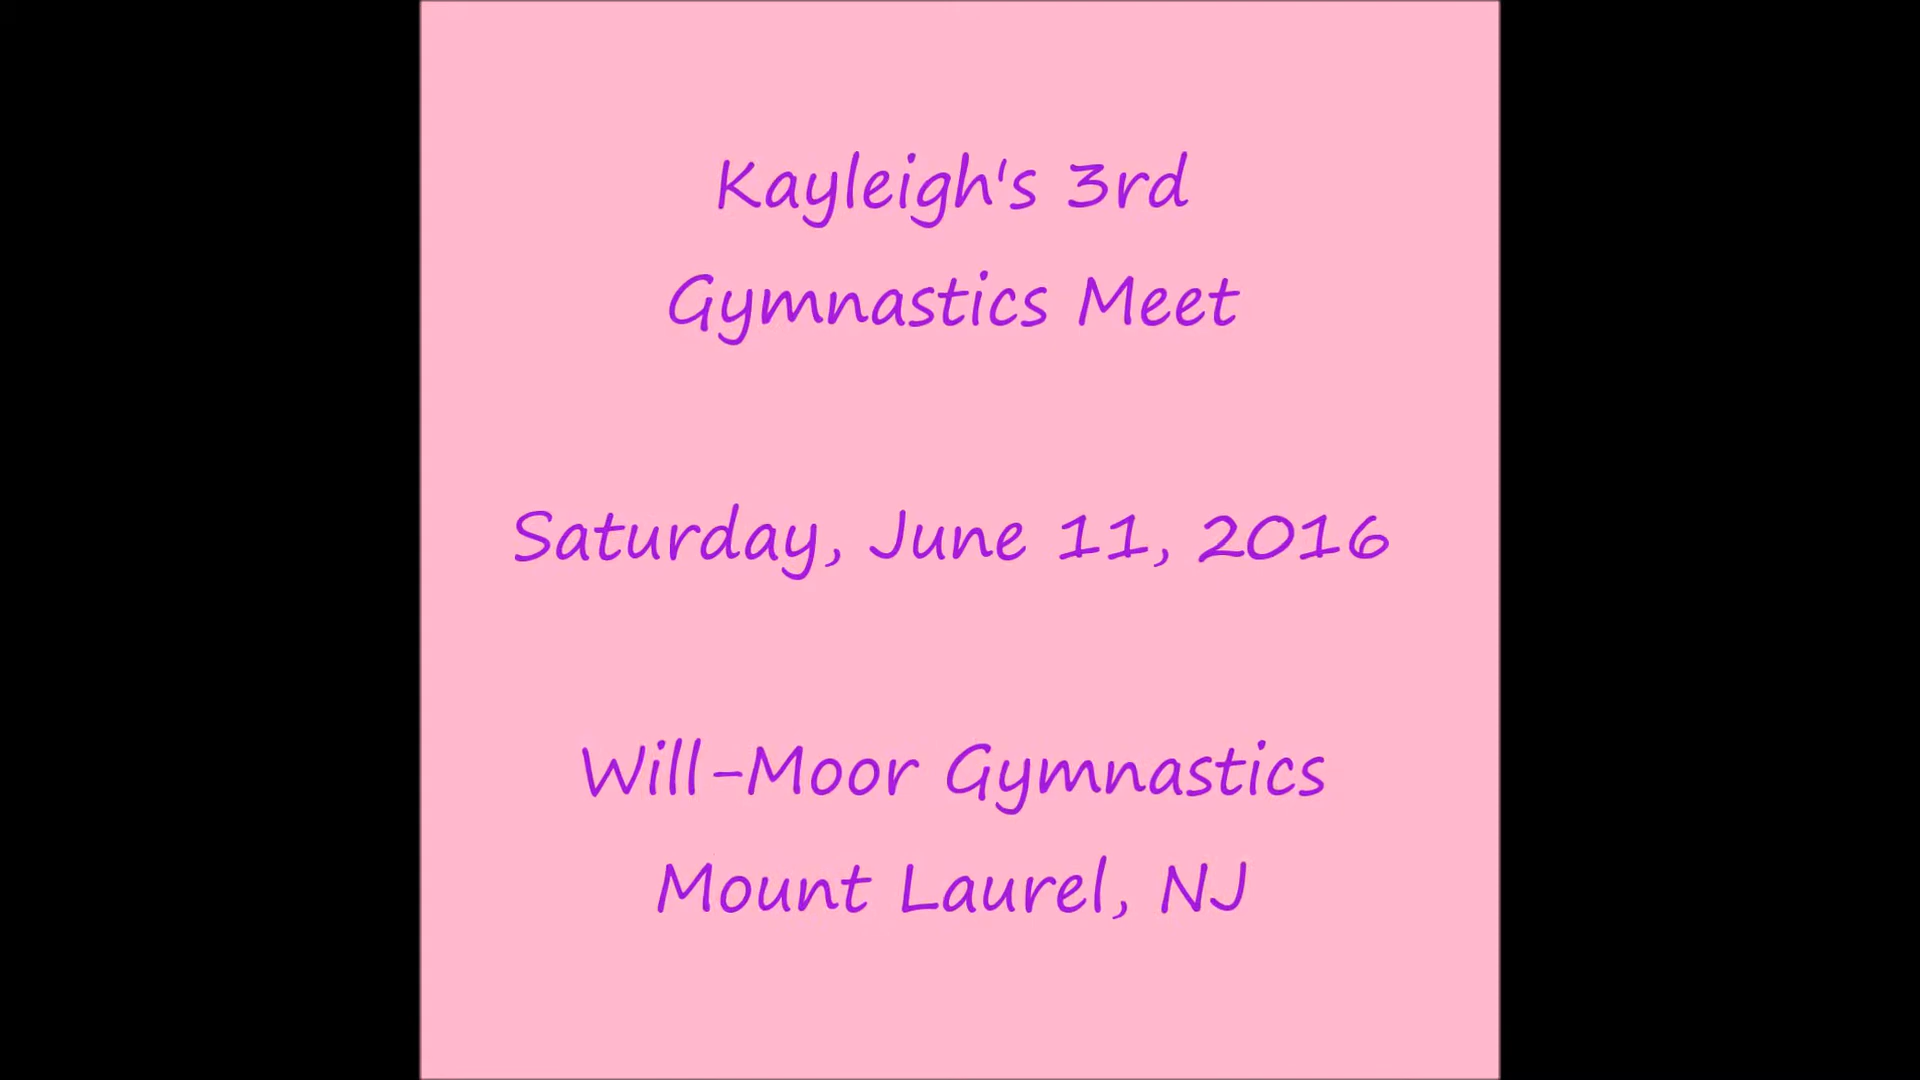 Kayleigh's 3rd
Gymnastics Meet
Saturday, June 11, 2016
Will-Moor Gymnastics
Mount Laurel, NJ